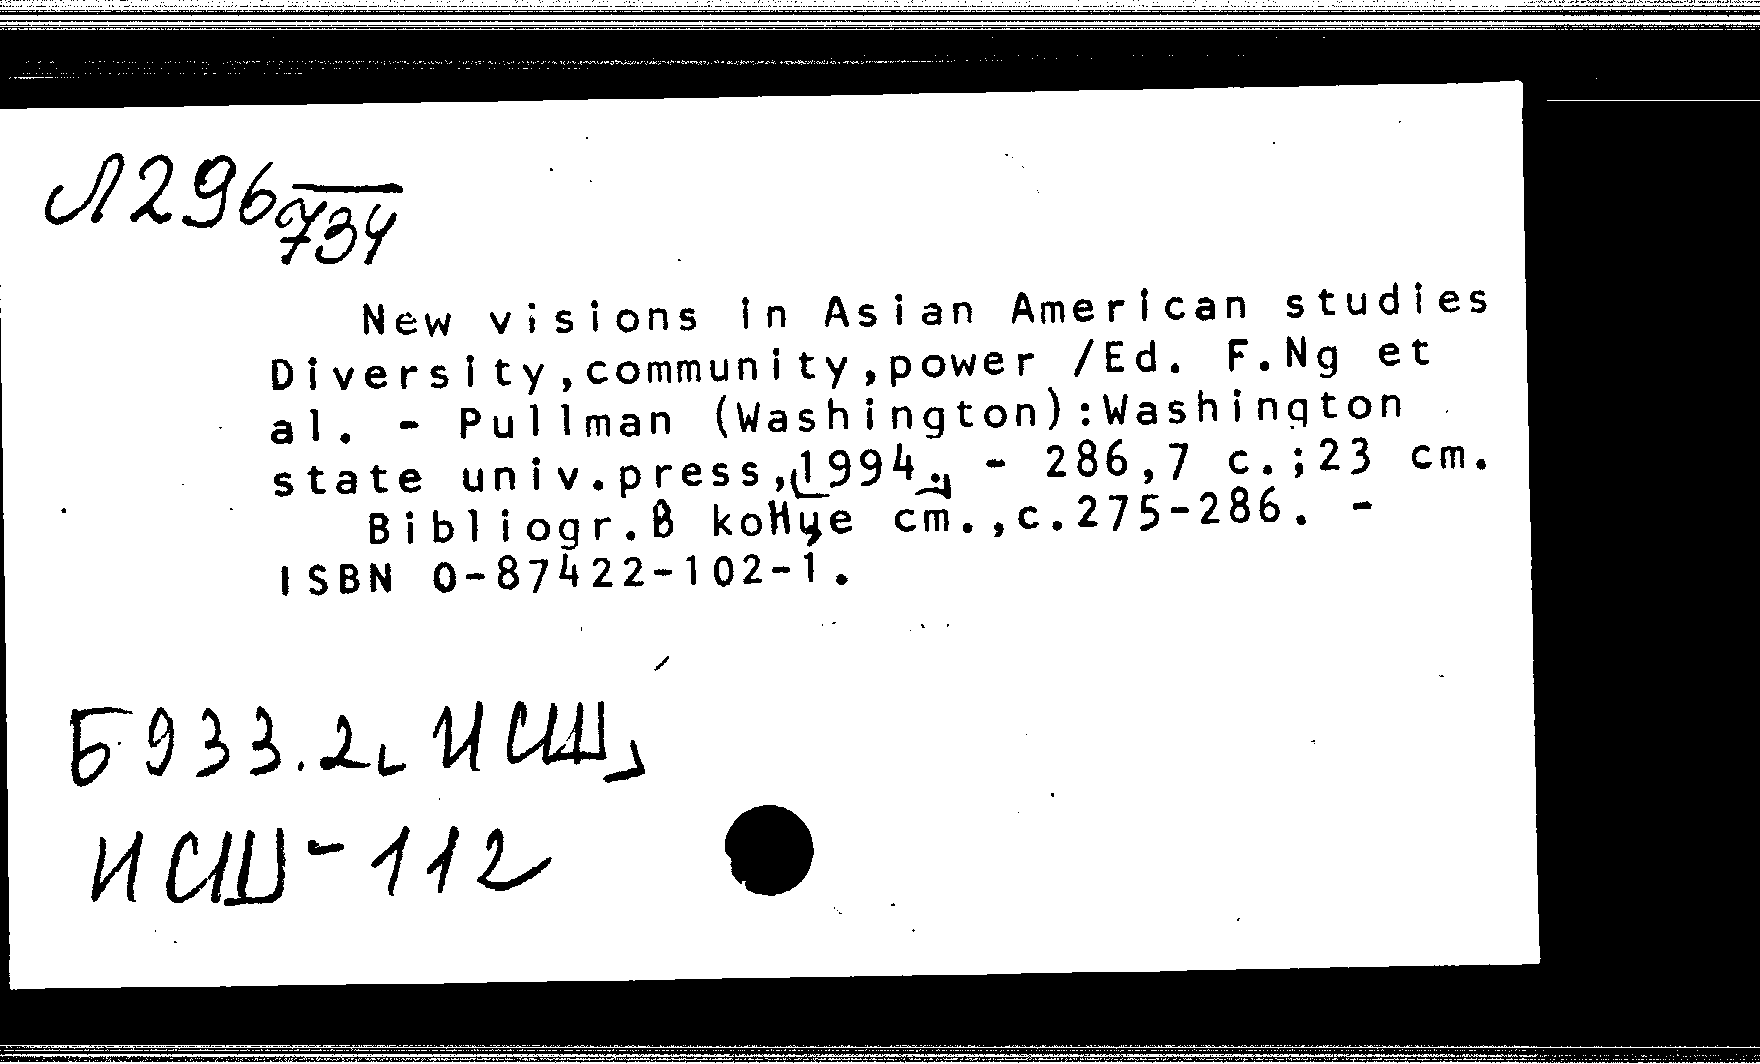 Л296
734
New visions in Asian American studies
Diversity,community,power /Ed. F.Ng et
al. - Pullman (Washington):Washington
state univ.press,1994. - 286,7 c.;23 cm.
Bibliogr.В конце ст.,с.275-286. -
ISBN 0-87422-102-1.
Б933.2 ИСШ
ИСШ-112